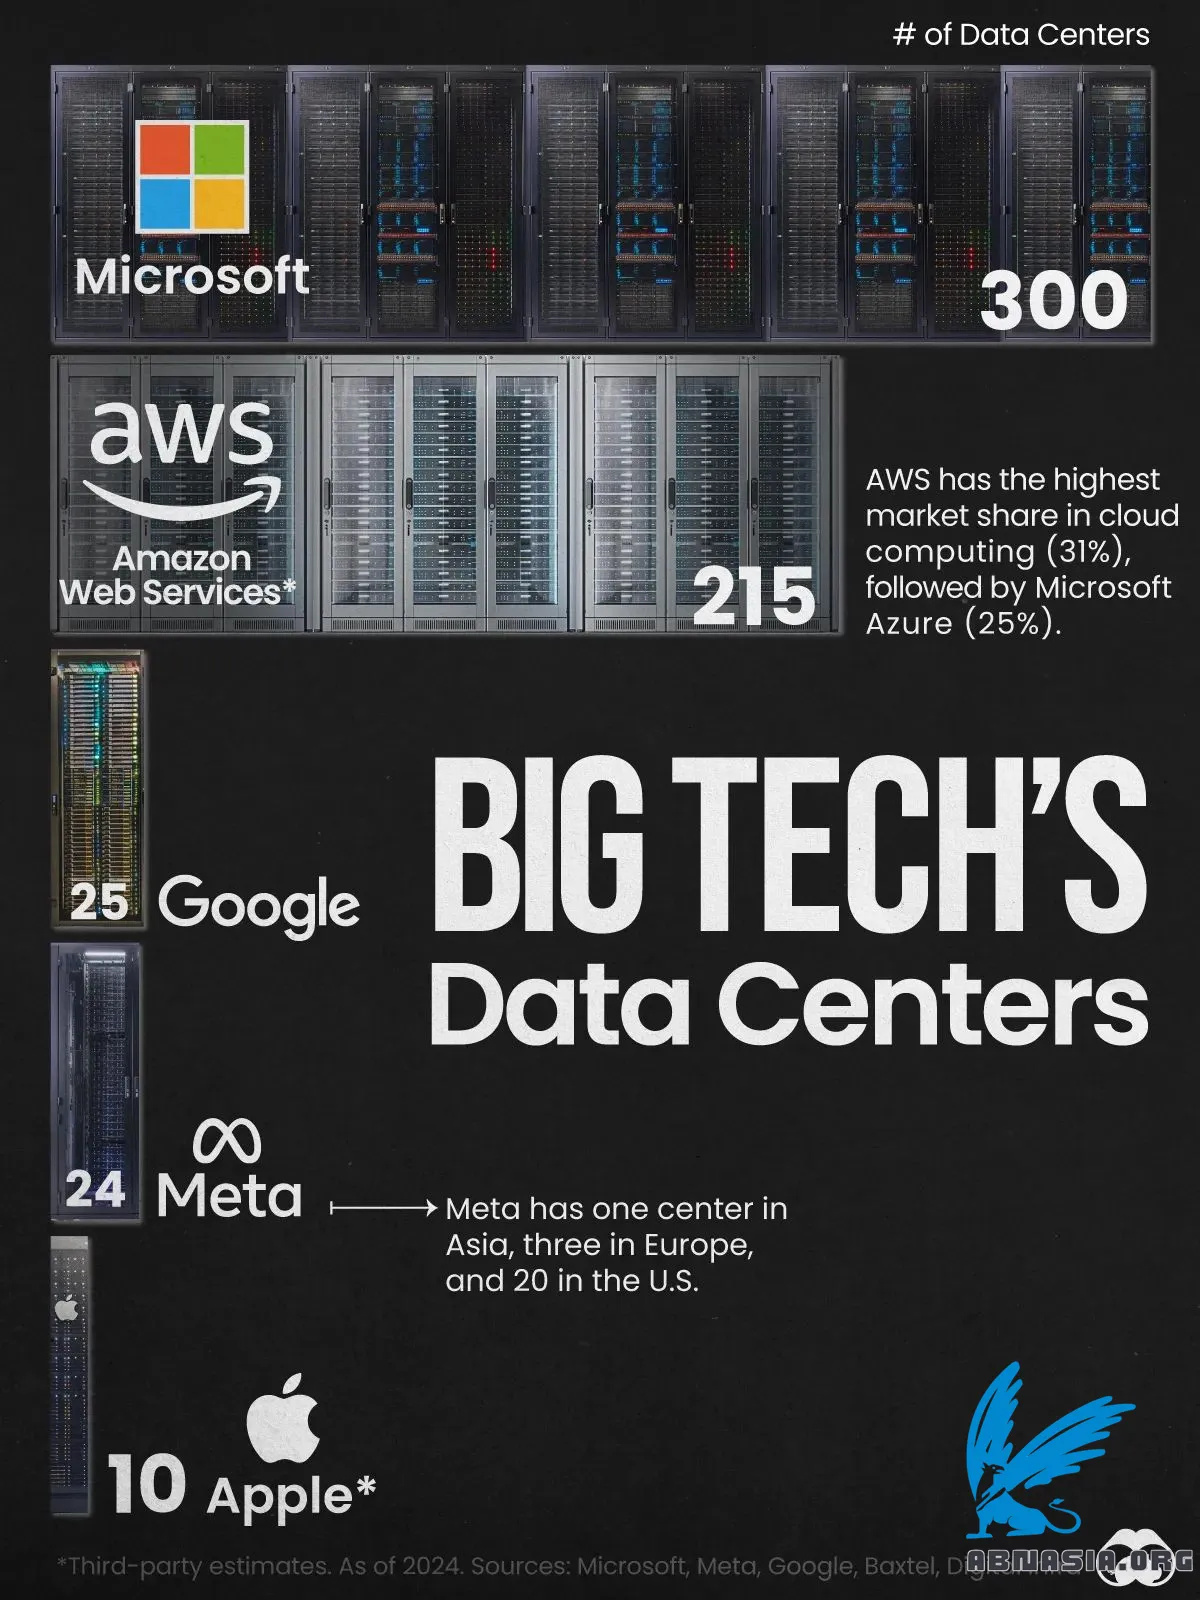 # of Data Centers
Microsoft
300
aws
Amazon
Web Services*
215
AWS has the highest
market share in cloud
computing (31%),
followed by Microsoft
Azure (25%).
25
Google
BIG TECH'S
Data Centers
24
Meta
Meta has one center in
Asia, three in Europe,
and 20 in the U.S.
10
Apple*
*Third-party estimates. As of 2024. Sources: Microsoft, Meta, Google, Baxtel,
ABNASIA.ORG